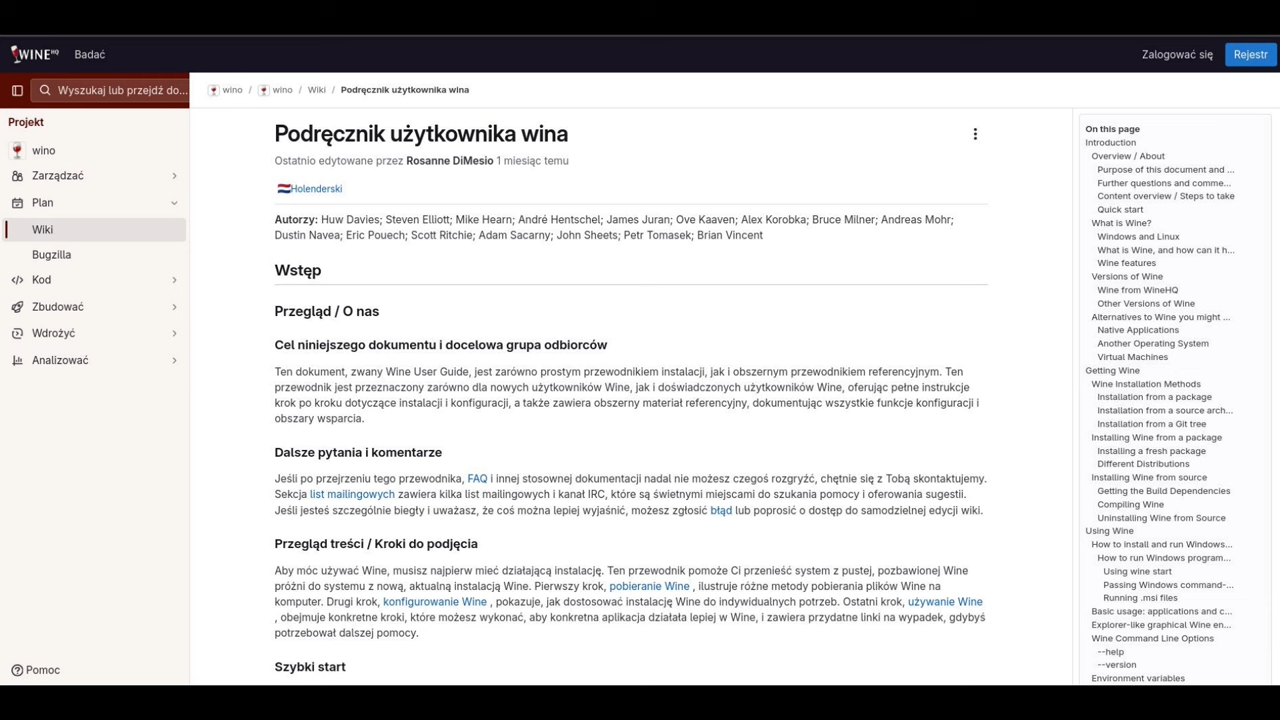 WINE HQ
Badać
Zalogować się
Rejestr
Wyszukaj lub przejdź do...
Projekt
wino
Zarządzać
Plan
Wiki
Bugzilla
Kod
Zbudować
Wdrożyć
Analizować
Pomoc
wino / wino / Wiki / Podręcznik użytkownika wina
Podręcznik użytkownika wina
Ostatnio edytowane przez Rosanne DiMesio 1 miesiąc temu
Holenderski
Autorzy: Huw Davies; Steven Elliott; Mike Hearn; André Hentschel; James Juran; Ove Kaaven; Alex Korobka; Bruce Milner; Andreas Mohr;
Dustin Navea; Eric Pouech; Scott Ritchie; Adam Sacarny; John Sheets; Petr Tomasek; Brian Vincent
Wstęp
Przegląd / O nas
Cel niniejszego dokumentu i docelowa grupa odbiorców
Ten dokument, zwany Wine User Guide, jest zarówno prostym przewodnikiem instalacji, jak i obszernym przewodnikiem referencyjnym. Ten
przewodnik jest przeznaczony zarówno dla nowych użytkowników Wine, jak i doświadczonych użytkowników Wine, oferując pełne instrukcje
krok po kroku dotyczące instalacji i konfiguracji, a także zawiera obszerny materiał referencyjny, dokumentując wszystkie funkcje konfiguracji i
obszary wsparcia.
Dalsze pytania i komentarze
Jeśli po przejrzeniu tego przewodnika, FAQ i innej stosownej dokumentacji nadal nie możesz czegoś rozgryźć, chętnie się z Tobą skontaktujemy.
Sekcja list mailingowych zawiera kilka list mailingowych i kanał IRC, które są świetnymi miejscami do szukania pomocy i oferowania sugestii.
Jeśli jesteś szczególnie biegły i uważasz, że coś można lepiej wyjaśnić, możesz zgłosić błąd lub poprosić o dostęp do samodzielnej edycji wiki.
Przegląd treści / Kroki do podjęcia
Aby móc używać Wine, musisz najpierw mieć działającą instalację. Ten przewodnik pomoże Ci przenieść system z pustej, pozbawionej Wine
próżni do systemu z nową, aktualną instalacją Wine. Pierwszy krok, pobieranie Wine , ilustruje różne metody pobierania plików Wine na
komputer. Drugi krok, konfigurowanie Wine , pokazuje, jak dostosować instalację Wine do indywidualnych potrzeb. Ostatni krok, używanie Wine
, obejmuje konkretne kroki, które możesz wykonać, aby konkretna aplikacja działała lepiej w Wine, i zawiera przydatne linki na wypadek, gdybyś
potrzebował dalszej pomocy.
Szybki start
On this page
Introduction
Overview / About
Purpose of this document and ...
Further questions and comme...
Content overview / Steps to take
Quick start
What is Wine?
Windows and Linux
What is Wine, and how can it h...
Wine features
Versions of Wine
Wine from WineHQ
Other Versions of Wine
Alternatives to Wine you might ...
Native Applications
Another Operating System
Virtual Machines
Getting Wine
Wine Installation Methods
Installation from a package
Installation from a source arch...
Installation from a Git tree
Installing Wine from a package
Installing a fresh package
Different Distributions
Installing Wine from source
Getting the Build Dependencies
Compiling Wine
Uninstalling Wine from Source
Using Wine
How to install and run Windows...
How to run Windows program...
Using wine start
Passing Windows command-...
Running .msi files
Basic usage: applications and c...
Explorer-like graphical Wine en...
Wine Command Line Options
--help
--version
Environment variables